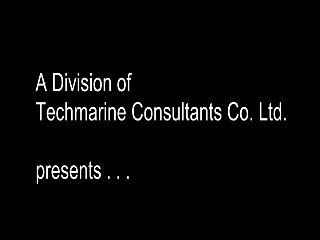 A Division of
Techmarine Consultants Co. Ltd.
presents . . .